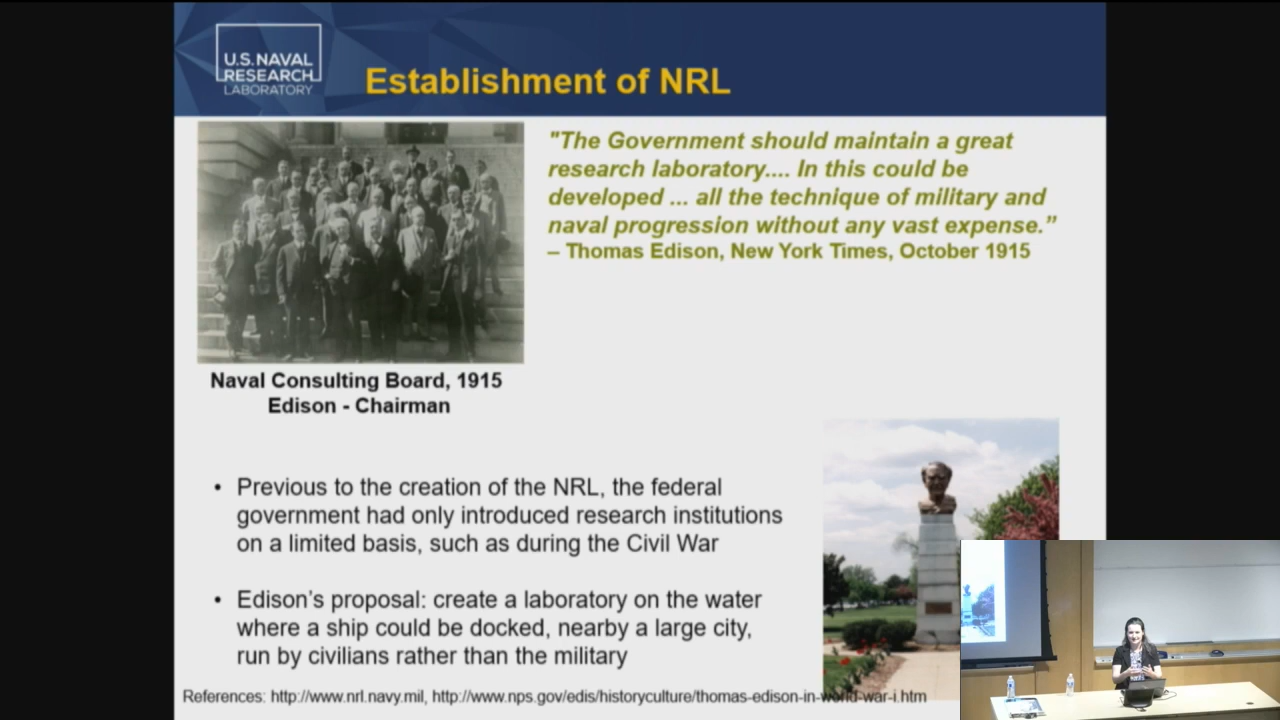 U.S. NAVAL
RESEARCH
LABORATORY
Establishment of NRL
"The Government should maintain a great
research laboratory.... In this could be
developed ... all the technique of military and
naval progression without any vast expense.”
– Thomas Edison, New York Times, October 1915
Naval Consulting Board, 1915
Edison - Chairman
• Previous to the creation of the NRL, the federal
government had only introduced research institutions
on a limited basis, such as during the Civil War
• Edison’s proposal: create a laboratory on the water
where a ship could be docked, nearby a large city,
run by civilians rather than the military
References: http://www.nrl.navy.mil, http://www.nps.gov/edis/historyculture/thomas-edison-in-world-war-i.htm